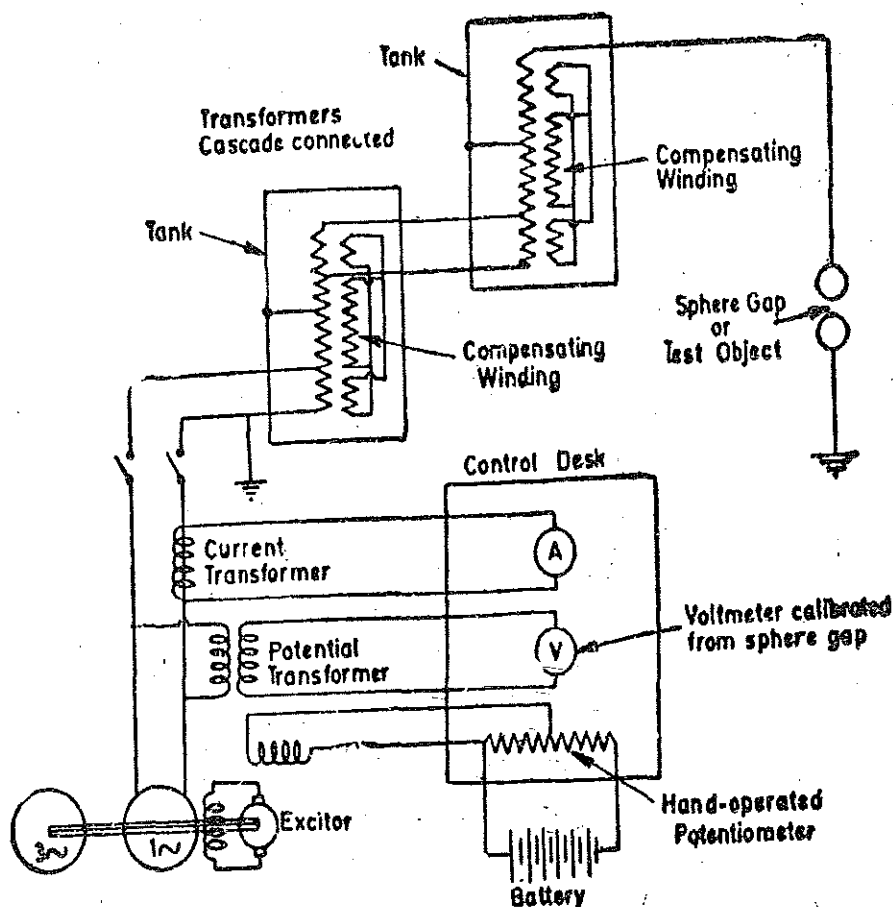 Tank
Transformers
Cascade connected
Compensating
Winding
Tank
Sphere Gap
or
Test Object
Compensating
Winding
Control Desk
Current
Transformer
A
Voltmeter calibrated
from sphere gap
V
Potential
Transformer
Hand-operated
Potentiometer
Excitor
3~
1~
Battery